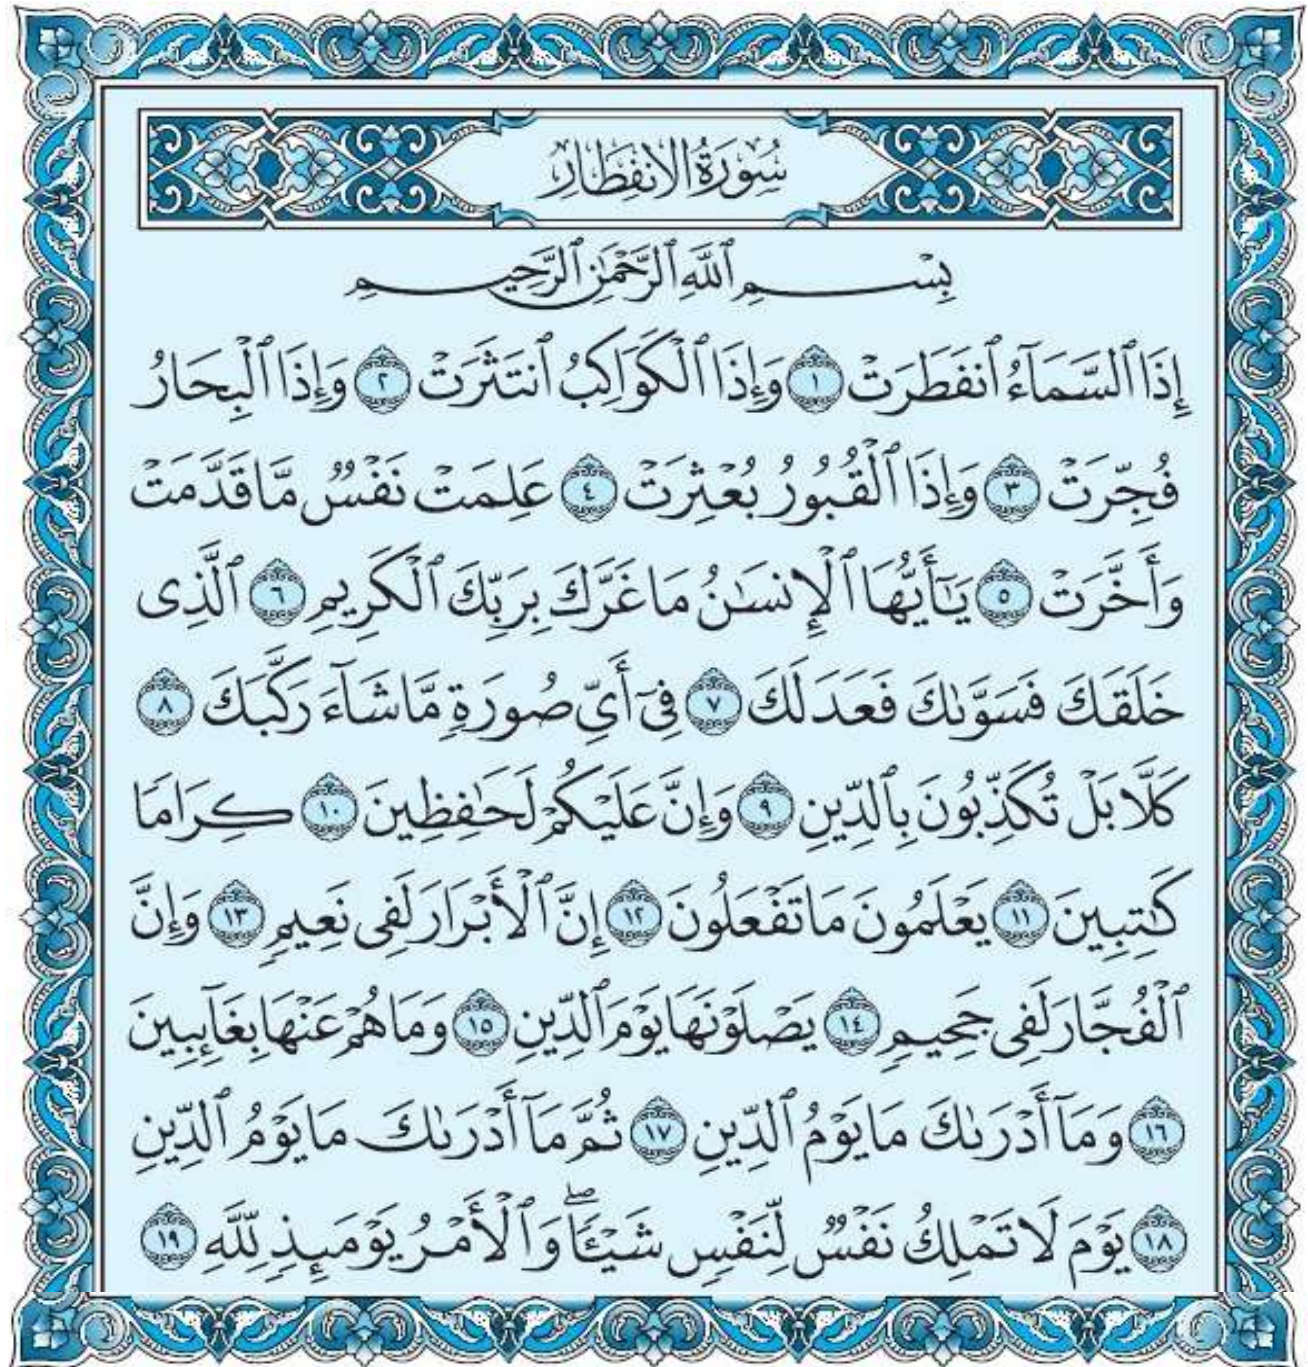 سُورَةُ الانفِطَارِ
بِسْمِ ٱللَّهِ ٱلرَّحْمَٰنِ ٱلرَّحِيمِ
إِذَا ٱلسَّمَآءُ ٱنفَطَرَتْ ١ وَإِذَا ٱلْكَوَاكِبُ ٱنتَثَرَتْ ٢ وَإِذَا ٱلْبِحَارُ
فُجِّرَتْ ٣ وَإِذَا ٱلْقُبُورُ بُعْثِرَتْ ٤ عَلِمَتْ نَفْسٌ مَّا قَدَّمَتْ
وَأَخَّرَتْ ٥ يَٰٓأَيُّهَا ٱلْإِنسَٰنُ مَا غَرَّكَ بِرَبِّكَ ٱلْكَرِيمِ ٦ ٱلَّذِى
خَلَقَكَ فَسَوَّىٰكَ فَعَدَلَكَ ٧ فِىٓ أَىِّ صُورَةٍ مَّا شَآءَ رَكَّبَكَ ٨
كَلَّا بَلْ تُكَذِّبُونَ بِٱلدِّينِ ٩ وَإِنَّ عَلَيْكُمْ لَحَٰفِظِينَ ١٠ كِرَامًا
كَٰتِبِينَ ١١ يَعْلَمُونَ مَا تَفْعَلُونَ ١٢ إِنَّ ٱلْأَبْرَارَ لَفِى نَعِيمٍ ١٣ وَإِنَّ
ٱلْفُجَّارَ لَفِى جَحِيمٍ ١٤ يَصْلَوْنَهَا يَوْمَ ٱلدِّينِ ١٥ وَمَا هُمْ عَنْهَا بِغَآئِبِينَ
١٦ وَمَآ أَدْرَىٰكَ مَا يَوْمُ ٱلدِّينِ ١٧ ثُمَّ مَآ أَدْرَىٰكَ مَا يَوْمُ ٱلدِّينِ
١٨ يَوْمَ لَا تَمْلِكُ نَفْسٌ لِّنَفْسٍ شَيْـًٔا ۖ وَٱلْأَمْرُ يَوْمَئِذٍ لِّلَّهِ ١٩